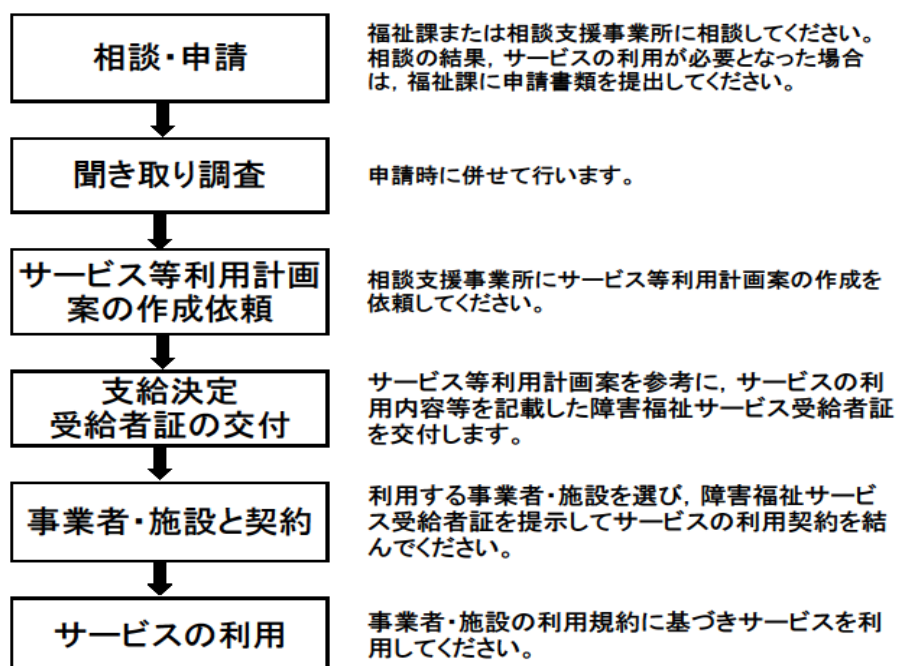 相談・申請
福祉課または相談支援事業所に相談してください。
相談の結果，サービスの利用が必要となった場合
は，福祉課に申請書類を提出してください。
聞き取り調査
申請時に併せて行います。
サービス等利用計画
案の作成依頼
相談支援事業所にサービス等利用計画案の作成を
依頼してください。
支給決定
受給者証の交付
サービス等利用計画案を参考に，サービスの利
用内容等を記載した障害福祉サービス受給者証
を交付します。
事業者・施設と契約
利用する事業者・施設を選び，障害福祉サービ
ス受給者証を提示してサービスの利用契約を結
んでください。
サービスの利用
事業者・施設の利用規約に基づきサービスを利
用してください。